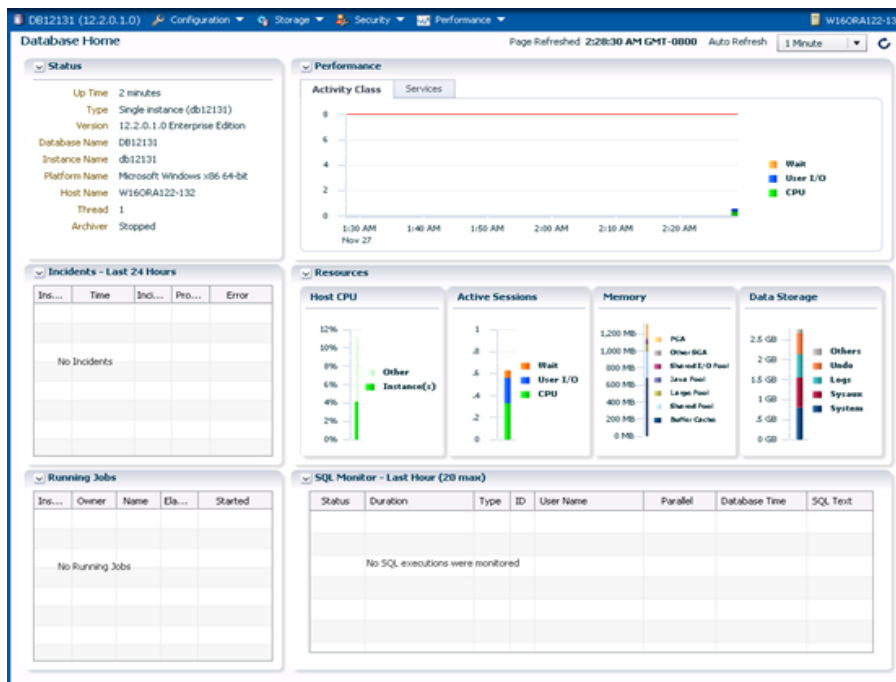 DB12131 (12.2.0.1.0) Configuration Storage Security Performance W16ORA122-13
Database Home
Page Refreshed 2:28:30 AM GMT-0800 Auto Refresh 1 Minute
Status
Up Time 2 minutes
Type Single instance (db12131)
Version 12.2.0.1.0 Enterprise Edition
Database Name DB12131
Instance Name db12131
Platform Name Microsoft Windows x86 64-bit
Host Name W16ORA122-132
Thread 1
Archiver Stopped
Performance
Activity Class Services
8
6
4
2
0
1:30 AM 1:40 AM 1:50 AM 2:00 AM 2:10 AM 2:20 AM
Nov 27
Wait
User I/O
CPU
Incidents - Last 24 Hours
Ins... Time Inci... Pro... Error
No Incidents
Resources
Host CPU
12%
10%
8%
6%
4%
2%
0%
Other
Instance(s)
Active Sessions
1
.8
.6
.4
.2
0
Wait
User I/O
CPU
Memory
1,200 MB
1,000 MB
800 MB
600 MB
400 MB
200 MB
0 MB
PGA
Other SGA
Shared I/O Pool
Java Pool
Large Pool
Shared Pool
Buffer Cache
Data Storage
2.5 GB
2 GB
1.5 GB
1 GB
.5 GB
0 GB
Others
Undo
Logs
Sysaux
System
Running Jobs
Ins... Owner Name Ela... Started
No Running Jobs
SQL Monitor - Last Hour (20 max)
Status Duration Type ID User Name Parallel Database Time SQL Text
No SQL executions were monitored